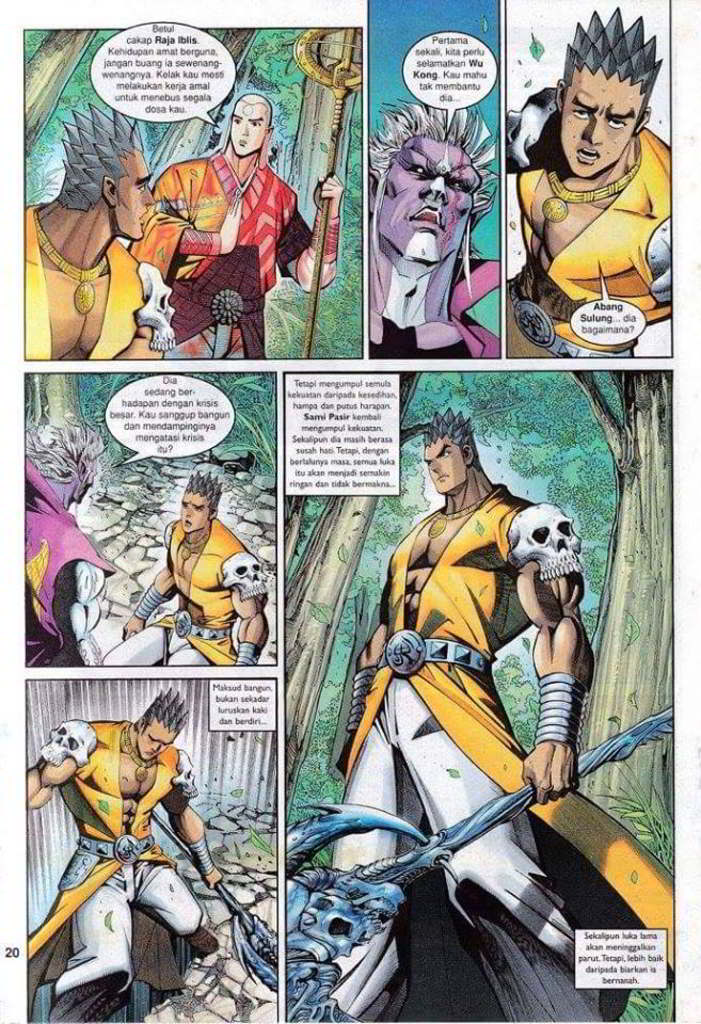 Betul
cakap Raja Iblis.
Kehidupan amat berguna,
jangan buang ia sewenang-
wenangnya. Kelak kau mesti
melakukan kerja amal
untuk menebus segala
dosa kau.
Pertama
sekali, kita perlu
selamatkan Wu
Kong. Kau mahu
tak membantu
dia...
Abang
Sulung... dia
bagaimana?
Dia
sedang ber-
hadapan dengan krisis
besar. Kau sanggup bangun
dan mendampinginya
mengatasi krisis
itu?
Maksud bangun,
bukan sekadar
luruskan kaki
dan berdiri...
Tetapi mengumpul semula
kekuatan daripada kesedihan,
hampa dan putus harapan.
Sami Pasir kembali
mengumpul kekuatan.
Sekalipun dia masih berasa
susah hati. Tetapi, dengan
berlalunya masa, semua luka
itu akan menjadi semakin
ringan dan tidak bermakna...
Sekalipun luka lama
akan meninggalkan
parut. Tetapi, lebih baik
daripada biarkan ia
bernanah.
20